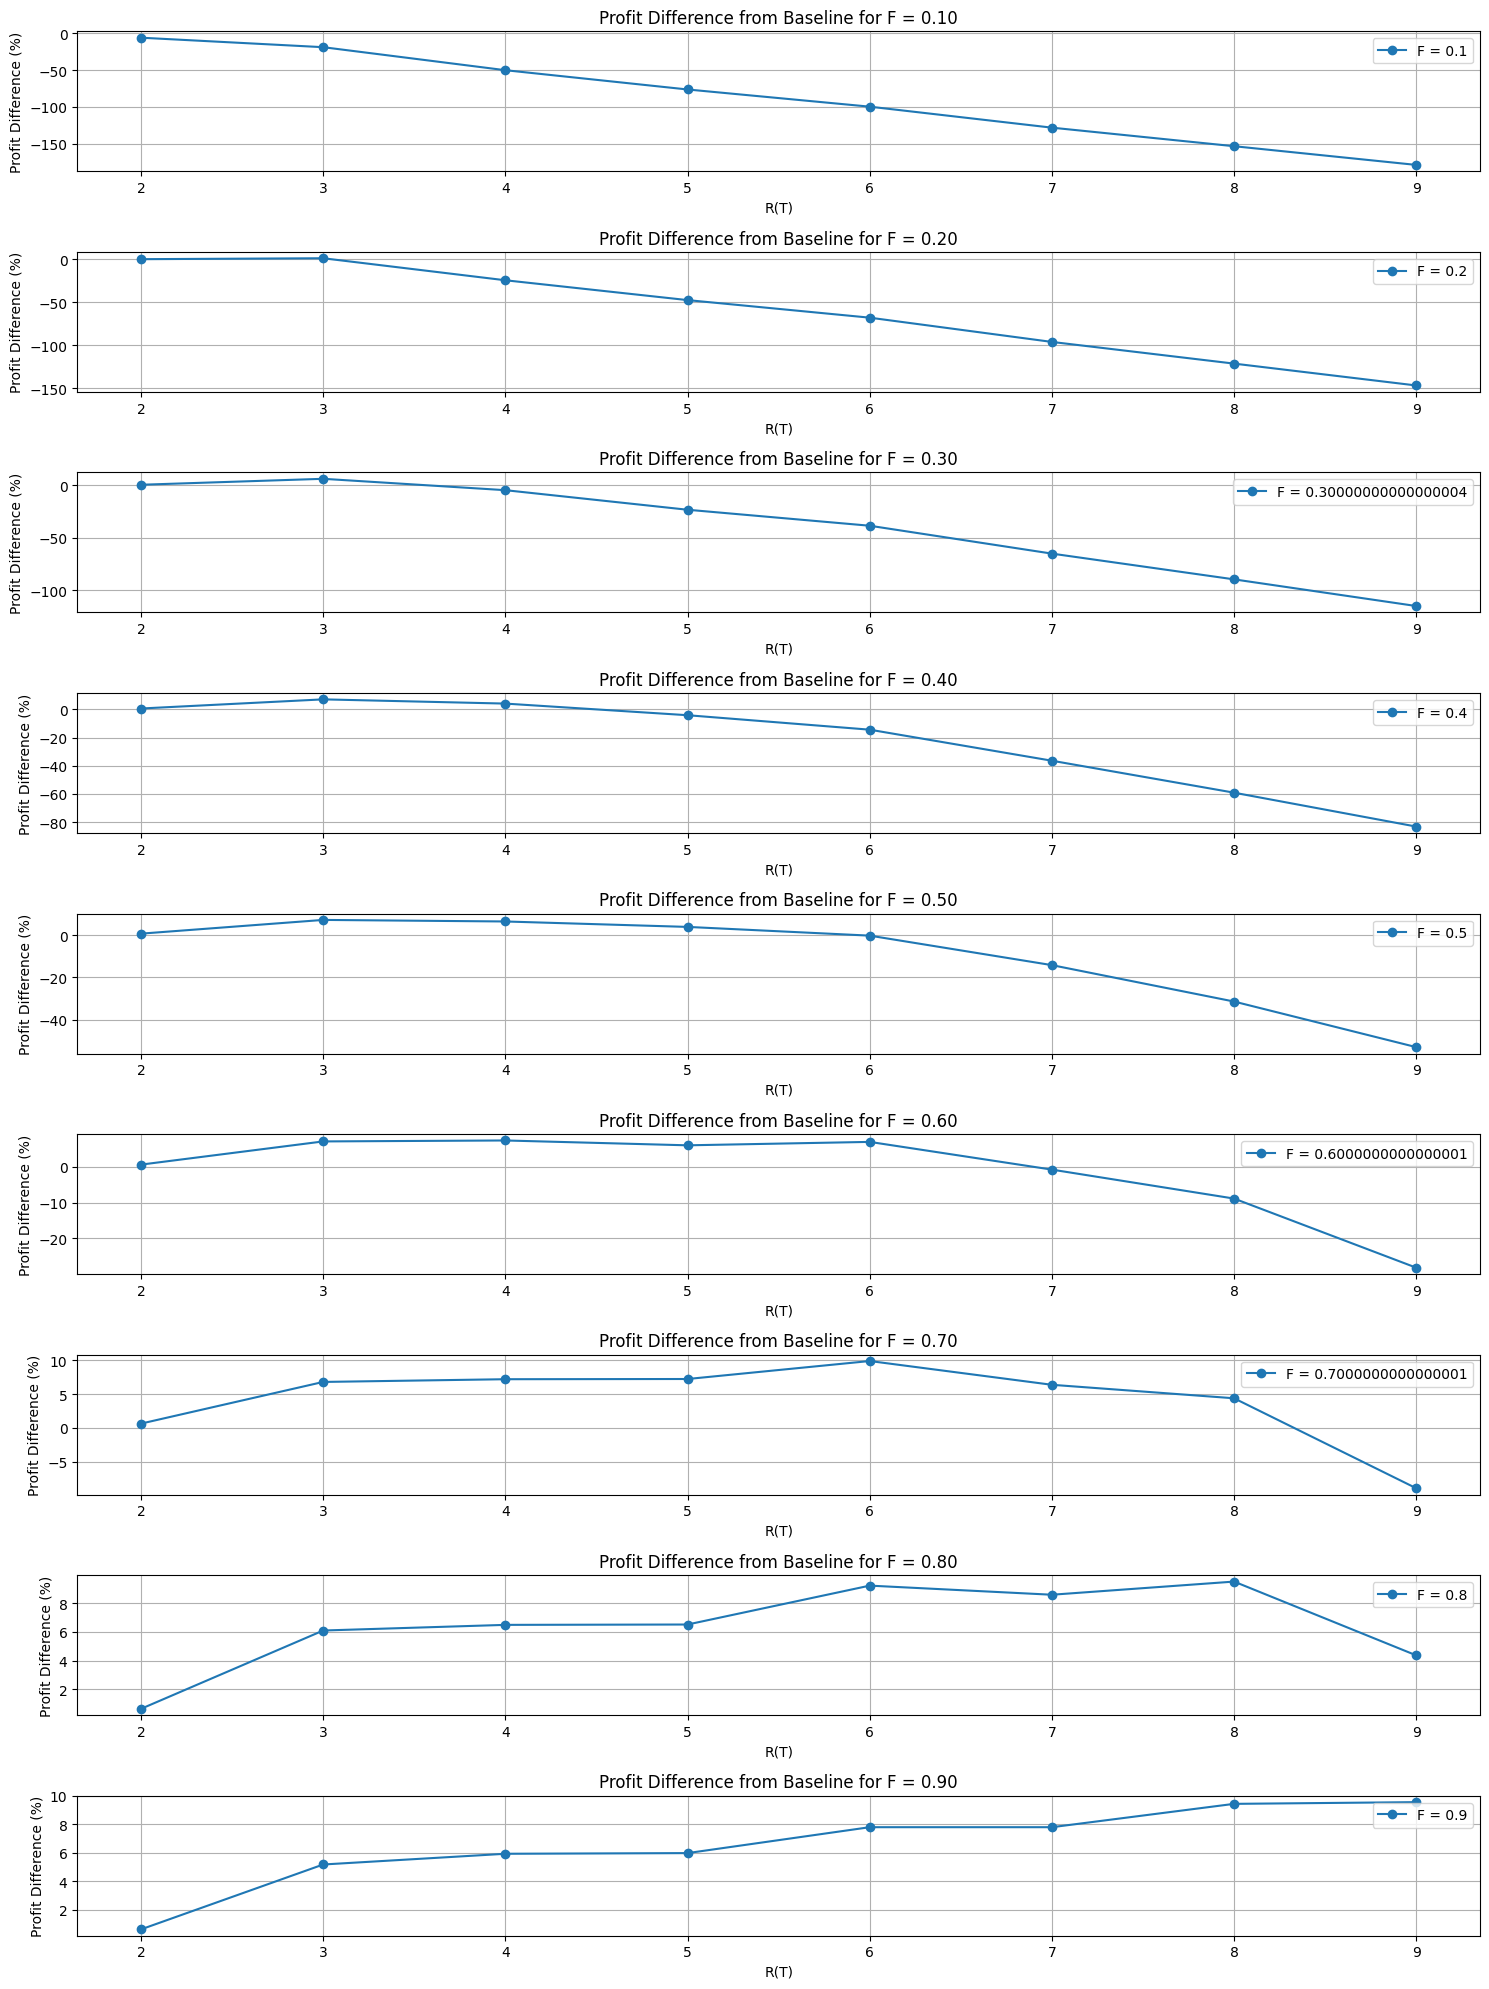 Profit Difference from Baseline for F = 0.10
Profit Difference (%)
0
−50
−100
−150
F = 0.1
2 3 4 5 6 7 8 9
R(T)
Profit Difference from Baseline for F = 0.20
Profit Difference (%)
0
−50
−100
−150
F = 0.2
2 3 4 5 6 7 8 9
R(T)
Profit Difference from Baseline for F = 0.30
Profit Difference (%)
0
−50
−100
F = 0.30000000000000004
2 3 4 5 6 7 8 9
R(T)
Profit Difference from Baseline for F = 0.40
Profit Difference (%)
0
−20
−40
−60
−80
F = 0.4
2 3 4 5 6 7 8 9
R(T)
Profit Difference from Baseline for F = 0.50
Profit Difference (%)
0
−20
−40
F = 0.5
2 3 4 5 6 7 8 9
R(T)
Profit Difference from Baseline for F = 0.60
Profit Difference (%)
0
−10
−20
F = 0.6000000000000001
2 3 4 5 6 7 8 9
R(T)
Profit Difference from Baseline for F = 0.70
Profit Difference (%)
10
5
0
−5
F = 0.7000000000000001
2 3 4 5 6 7 8 9
R(T)
Profit Difference from Baseline for F = 0.80
Profit Difference (%)
8
6
4
2
F = 0.8
2 3 4 5 6 7 8 9
R(T)
Profit Difference from Baseline for F = 0.90
Profit Difference (%)
10
8
6
4
2
F = 0.9
2 3 4 5 6 7 8 9
R(T)